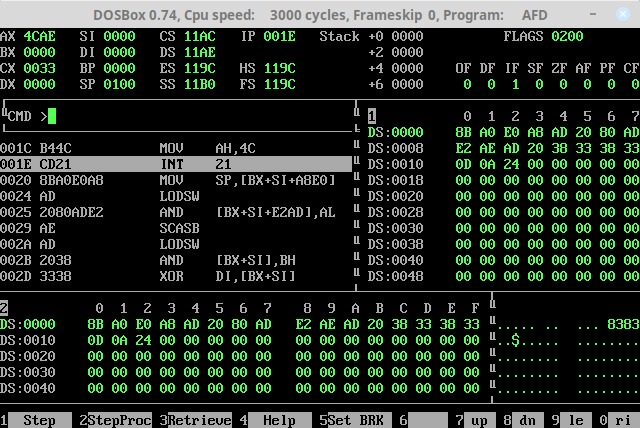 DOSBox 0.74, Cpu speed: 3000 cycles, Frameskip 0, Program: AFD
AX 4CAE SI 0000 CS 11AC IP 001E Stack +0 0000 FLAGS 0200
BX 0000 DI 0000 DS 11AE +2 0000
CX 0033 BP 0000 ES 119C HS 119C +4 0000 OF DF IF SF ZF AF PF CF
DX 0000 SP 0100 SS 11B0 FS 119C +6 0000 0 0 1 0 0 0 0 0
CMD > 1 0 1 2 3 4 5 6 7
DS:0000 8B A0 E0 A8 AD 20 80 AD
001C B44C MOV AH,4C DS:0008 E2 AE AD 20 38 33 38 33
001E CD21 INT 21 DS:0010 0D 0A 24 00 00 00 00 00
0020 8BA0E0A8 MOV SP,[BX+SI+A8E0] DS:0018 00 00 00 00 00 00 00 00
0024 AD LODSW DS:0020 00 00 00 00 00 00 00 00
0025 2080ADE2 AND [BX+SI+E2AD],AL DS:0028 00 00 00 00 00 00 00 00
0029 AE SCASB DS:0030 00 00 00 00 00 00 00 00
002A AD LODSW DS:0038 00 00 00 00 00 00 00 00
002B 2038 AND [BX+SI],BH DS:0040 00 00 00 00 00 00 00 00
002D 3338 XOR DI,[BX+SI] DS:0048 00 00 00 00 00 00 00 00
2 0 1 2 3 4 5 6 7 8 9 A B C D E F
DS:0000 8B A0 E0 A8 AD 20 80 AD E2 AE AD 20 38 33 38 33 ..... .. ... 8383
DS:0010 0D 0A 24 00 00 00 00 00 00 00 00 00 00 00 00 00 ..$..... ........
DS:0020 00 00 00 00 00 00 00 00 00 00 00 00 00 00 00 00 ........ ........
DS:0030 00 00 00 00 00 00 00 00 00 00 00 00 00 00 00 00 ........ ........
DS:0040 00 00 00 00 00 00 00 00 00 00 00 00 00 00 00 00 ........ ........
1 Step 2StepProc 3Retrieve 4 Help 5Set BRK 6 7 up 8 dn 9 le 0 ri